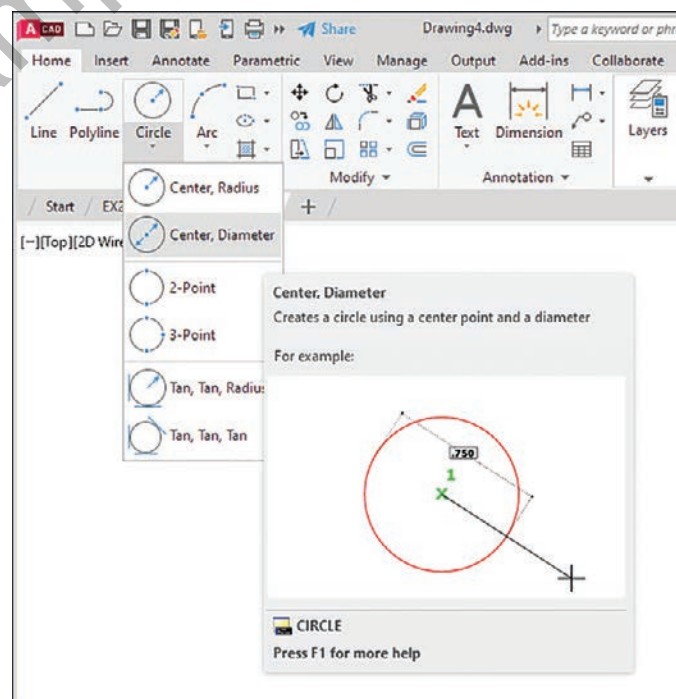 A CAD Share Drawing4.dwg Type a keyword or phr
Home Insert Annotate Parametric View Manage Output Add-ins Collaborate
Line Polyline Circle Arc Text Dimension Layers
Modify Annotation
Start EX2
[−][Top][2D Wire
Center, Radius
Center, Diameter
2-Point
3-Point
Tan, Tan, Radius
Tan, Tan, Tan
Center, Diameter
Creates a circle using a center point and a diameter
For example:
.750
1
CIRCLE
Press F1 for more help